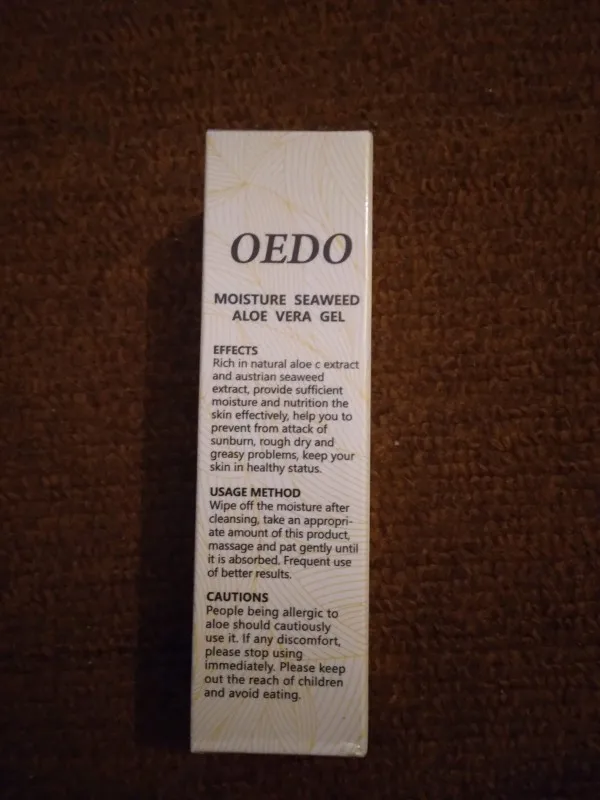 OEDO
MOISTURE SEAWEED
ALOE VERA GEL
EFFECTS
Rich in natural aloe c extract
and austrian seaweed
extract, provide sufficient
moisture and nutrition the
skin effectively, help you to
prevent from attack of
sunburn, rough dry and
greasy problems, keep your
skin in healthy status.
USAGE METHOD
Wipe off the moisture after
cleansing, take an appropri-
ate amount of this product,
massage and pat gently until
it is absorbed. Frequent use
of better results.
CAUTIONS
People being allergic to
aloe should cautiously
use it. If any discomfort,
please stop using
immediately. Please keep
out the reach of children
and avoid eating.